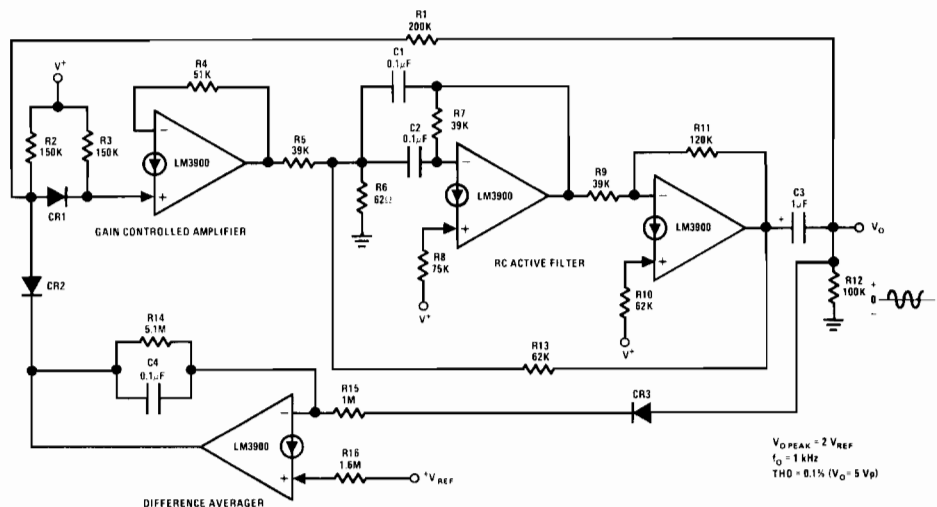 R1
200K
V+
R4
51K
C1
0.1µF
R2
150K
R3
150K
C2
0.1µF
R7
39K
R11
120K
R5
39K
LM3900
−
+
R6
62Ω
LM3900
−
+
R9
39K
LM3900
−
+
C3
1µF
+
VO
CR1
GAIN CONTROLLED AMPLIFIER
R8
75K
V+
RC ACTIVE FILTER
R10
62K
V+
R12
100K
+
0
−
CR2
R14
5.1M
C4
0.1µF
R13
62K
R15
1M
CR3
LM3900
−
+
R16
1.6M
+VREF
DIFFERENCE AVERAGER
VO PEAK = 2 VREF
fO = 1 kHz
THD = 0.1% (VO = 5 Vp)